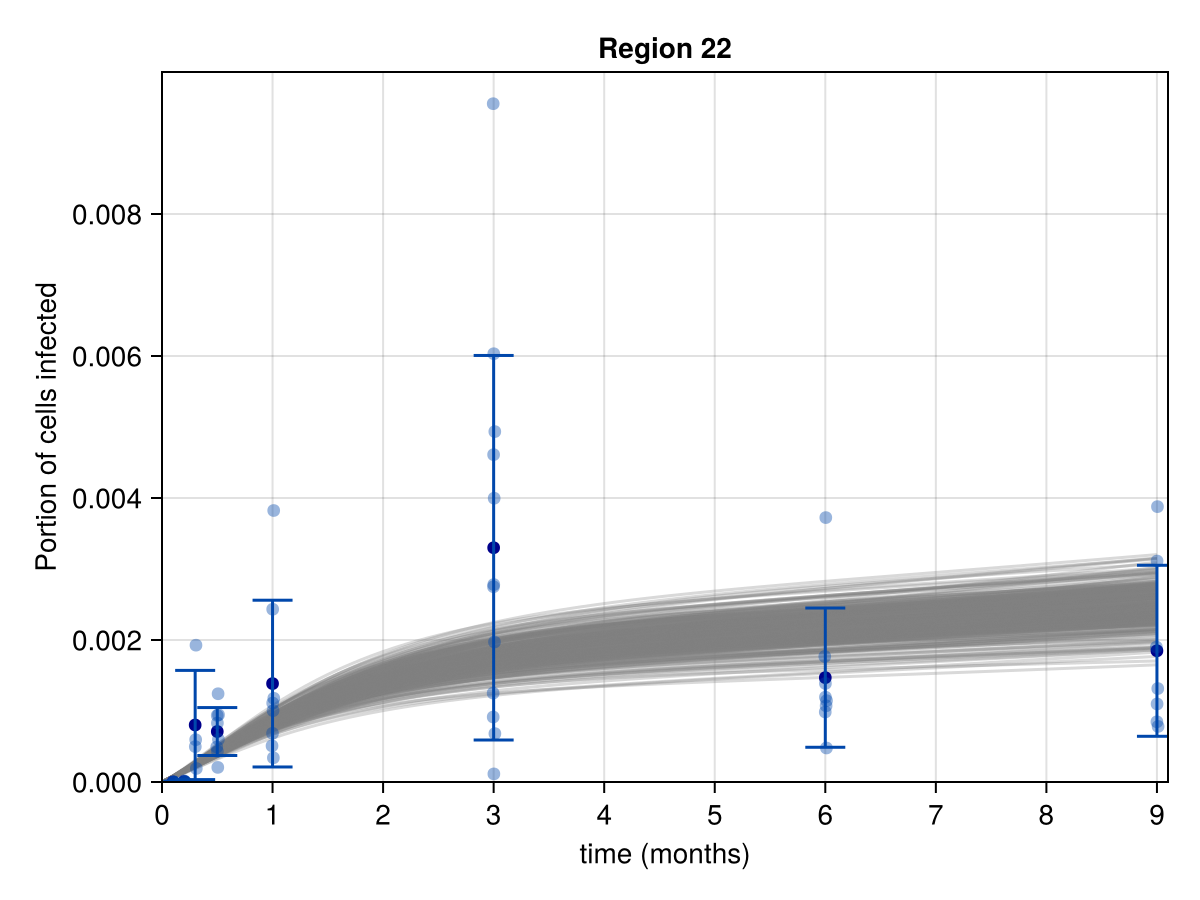 Region 22
Portion of cells infected
0.008
0.006
0.004
0.002
0.000
0 1 2 3 4 5 6 7 8 9
time (months)